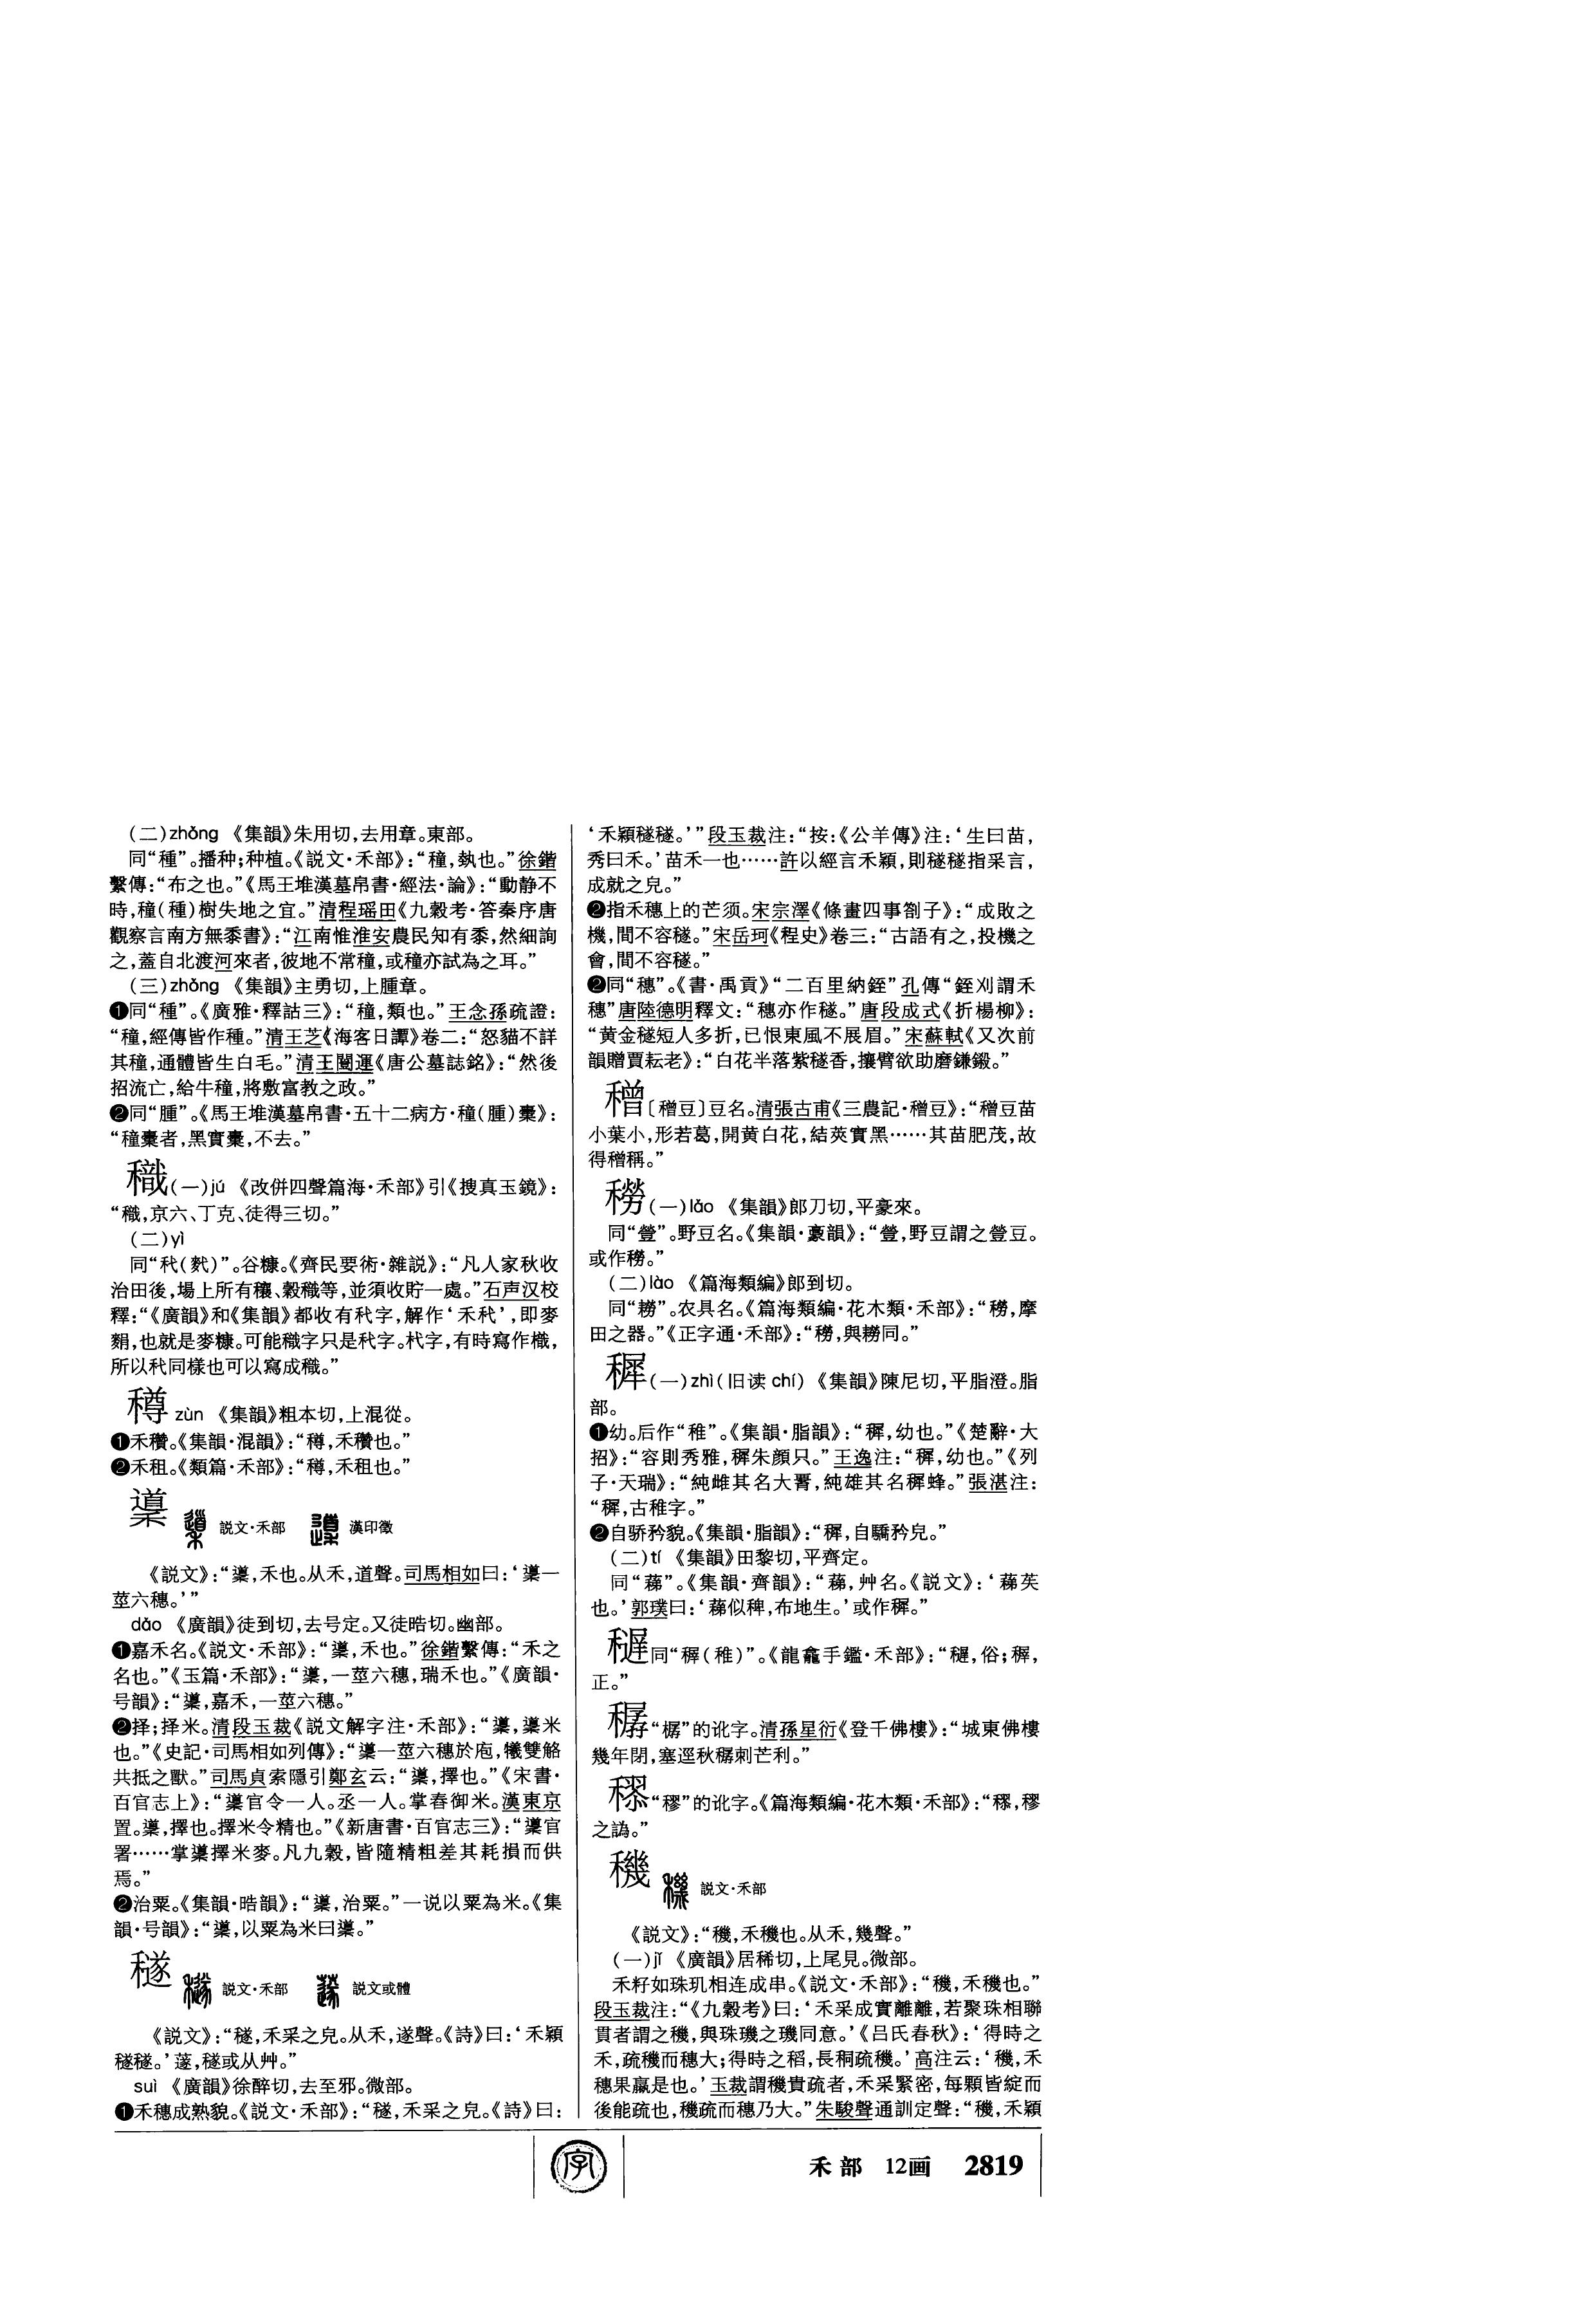 (二)zhǒng 《集韻》朱用切,去用章。東部。
同“種”。播种;种植。《説文·禾部》:“穜,埶也。”徐鍇
繫傳:“布之也。”《馬王堆漢墓帛書·經法·論》:“動静不
時,穜(種)樹失地之宜。”清程瑶田《九穀考·答秦序唐
觀察言南方無黍書》:“江南惟淮安農民知有黍,然細詢
之,蓋自北渡河來者,彼地不常穜,或穜亦試為之耳。”
(三)zhǒng 《集韻》主勇切,上腫章。
❶同“種”。《廣雅·釋詁三》:“穜,類也。”王念孫疏證:
“穜,經傳皆作種。”清王芝《海客日譚》卷二:“怒貓不詳
其穜,通體皆生白毛。”清王闓運《唐公墓誌銘》:“然後
招流亡,給牛穜,將敷富教之政。”
❷同“腫”。《馬王堆漢墓帛書·五十二病方·穜(腫)橐》:
“穜橐者,黑實橐,不去。”
穖(一)jú 《改併四聲篇海·禾部》引《搜真玉鏡》:
“京六、丁克、徒得三切。”
(二)yì
同“杙(㪤)”。谷糠。《齊民要術·雜説》:“凡人家秋收
治田後,場上所有穰、穀䵂等,並須收貯一處。”石声汉校
釋:“《廣韻》和《集韻》都收有䄩字,解作‘禾䄩’,即麥
䴷,也就是麥糠。可能䵂字只是䄩字。杙字,有時寫作樴,
所以䄩同樣也可以寫成䵂。”
zùn 《集韻》粗本切,上混從。
❶禾穳。《集韻·混韻》:“禾穳也。”
❷禾租。《類篇·禾部》:“禾租也。”
䆃 説文·禾部 漢印徵
《説文》:“䆃,禾也。从禾,道聲。司馬相如曰:‘䆃一
莖六穗。’”
dǎo 《廣韻》徒到切,去号定。又徒晧切。幽部。
❶嘉禾名。《説文·禾部》:“䆃,禾也。”徐鍇繫傳:“禾之
名也。”《玉篇·禾部》:“䆃,一莖六穗,瑞禾也。”《廣韻·
号韻》:“䆃,嘉禾,一莖六穗。”
❷择;择米。清段玉裁《説文解字注·禾部》:“䆃,䆃米
也。”《史記·司馬相如列傳》:“䆃一莖六穗於庖,犧雙觡
共抵之獸。”司馬貞索隱引鄭玄云:“䆃,擇也。”《宋書·
百官志上》:“䆃官令一人。丞一人。掌舂御米。漢東京
置。䆃,擇也。擇米令精也。”《新唐書·百官志三》:“䆃官
署……掌䆃擇米麥。凡九穀,皆隨精粗差其耗損而供
焉。”
❷治粟。《集韻·晧韻》:“䆃,治粟。”一说以粟為米。《集
韻·号韻》:“䆃,以粟為米曰䆃。”
穟 説文·禾部 説文或體
《説文》:“穟,禾采之皃。从禾,遂聲。《詩》曰:‘禾穎
穟穟。’䔹,穟或从艸。”
suì 《廣韻》徐醉切,去至邪。微部。
❶禾穗成熟貌。《説文·禾部》:“穟,禾采之皃。《詩》曰:
‘禾穎穟穟。’”段玉裁注:“按:《公羊傳》注:‘生曰苗,
秀曰禾。’苗禾一也……許以經言禾穎,則穟穟指采言,
成就之皃。”
❷指禾穗上的芒须。宋宗澤《條畫四事劄子》:“成敗之
機,間不容穟。”宋岳珂《桯史》卷三:“古語有之,投機之
會,間不容穟。”
❷同“穗”。《書·禹貢》“二百里納銍”孔傳“銍刈謂禾
穗”唐陸德明釋文:“穗亦作穟。”唐段成式《折楊柳》:
“黄金穟短人多折,已恨東風不展眉。”宋蘇軾《又次前
韻贈賈耘老》:“白花半落紫穟香,攘臂欲助磨鎌鍛。”
䆆〔䆆豆〕豆名。清張古甫《三農記·䆆豆》:“䆆豆苗
小葉小,形若葛,開黄白花,結莢實黑……其苗肥茂,故
得䆆稱。”
䆁(一)lǎo 《集韻》郎刀切,平豪來。
同“䝁”。野豆名。《集韻·豪韻》:“䝁,野豆謂之䝁豆。
或作䆁。”
(二)lào 《篇海類編》郎到切。
同“耮”。农具名。《篇海類編·花木類·禾部》:“䆁,摩
田之器。”《正字通·禾部》:“䆁,與耮同。”
穉(一)zhì(旧读 chí) 《集韻》陳尼切,平脂澄。脂
部。
❶幼。后作“稚”。《集韻·脂韻》:“穉,幼也。”《楚辭·大
招》:“容則秀雅,穉朱顔只。”王逸注:“穉,幼也。”《列
子·天瑞》:“純雌其名大䐁,純雄其名穉蜂。”張湛注:
“穉,古稚字。”
❷自骄矜貌。《集韻·脂韻》:“穉,自驕矜皃。”
(二)tí 《集韻》田黎切,平齊定。
同“䕌”。《集韻·齊韻》:“䕌,艸名。《説文》:‘䕌苵
也。’郭璞曰:‘䕌似稗,布地生。’或作穉。”
同“穉(稚)”。《龍龕手鑑·禾部》:“俗;穉,
正。”
“樼”的讹字。清孫星衍《登千佛樓》:“城東佛樓
幾年閉,塞逕秋刺芒利。”
“穋”的讹字。《篇海類編·花木類·禾部》:“穋
之譌。”
穖 説文·禾部
《説文》:“穖,禾穖也。从禾,幾聲。”
(一)jǐ 《廣韻》居狶切,上尾見。微部。
禾籽如珠玑相连成串。《説文·禾部》:“穖,禾穖也。”
段玉裁注:“《九穀考》曰:‘禾采成實離離,若聚珠相聯
貫者謂之穖,與珠璣之璣同意。’《吕氏春秋》:‘得時之
禾,疏穖而穗大;得時之稻,長秱疏穖。’高注云:‘穖,禾
穗果蠃是也。’玉裁謂穖貴疏者,禾采緊密,每顆皆綻而
後能疏也,穖疏而穗乃大。”朱駿聲通訓定聲:“穖,禾穎
字
禾部 12画 2819